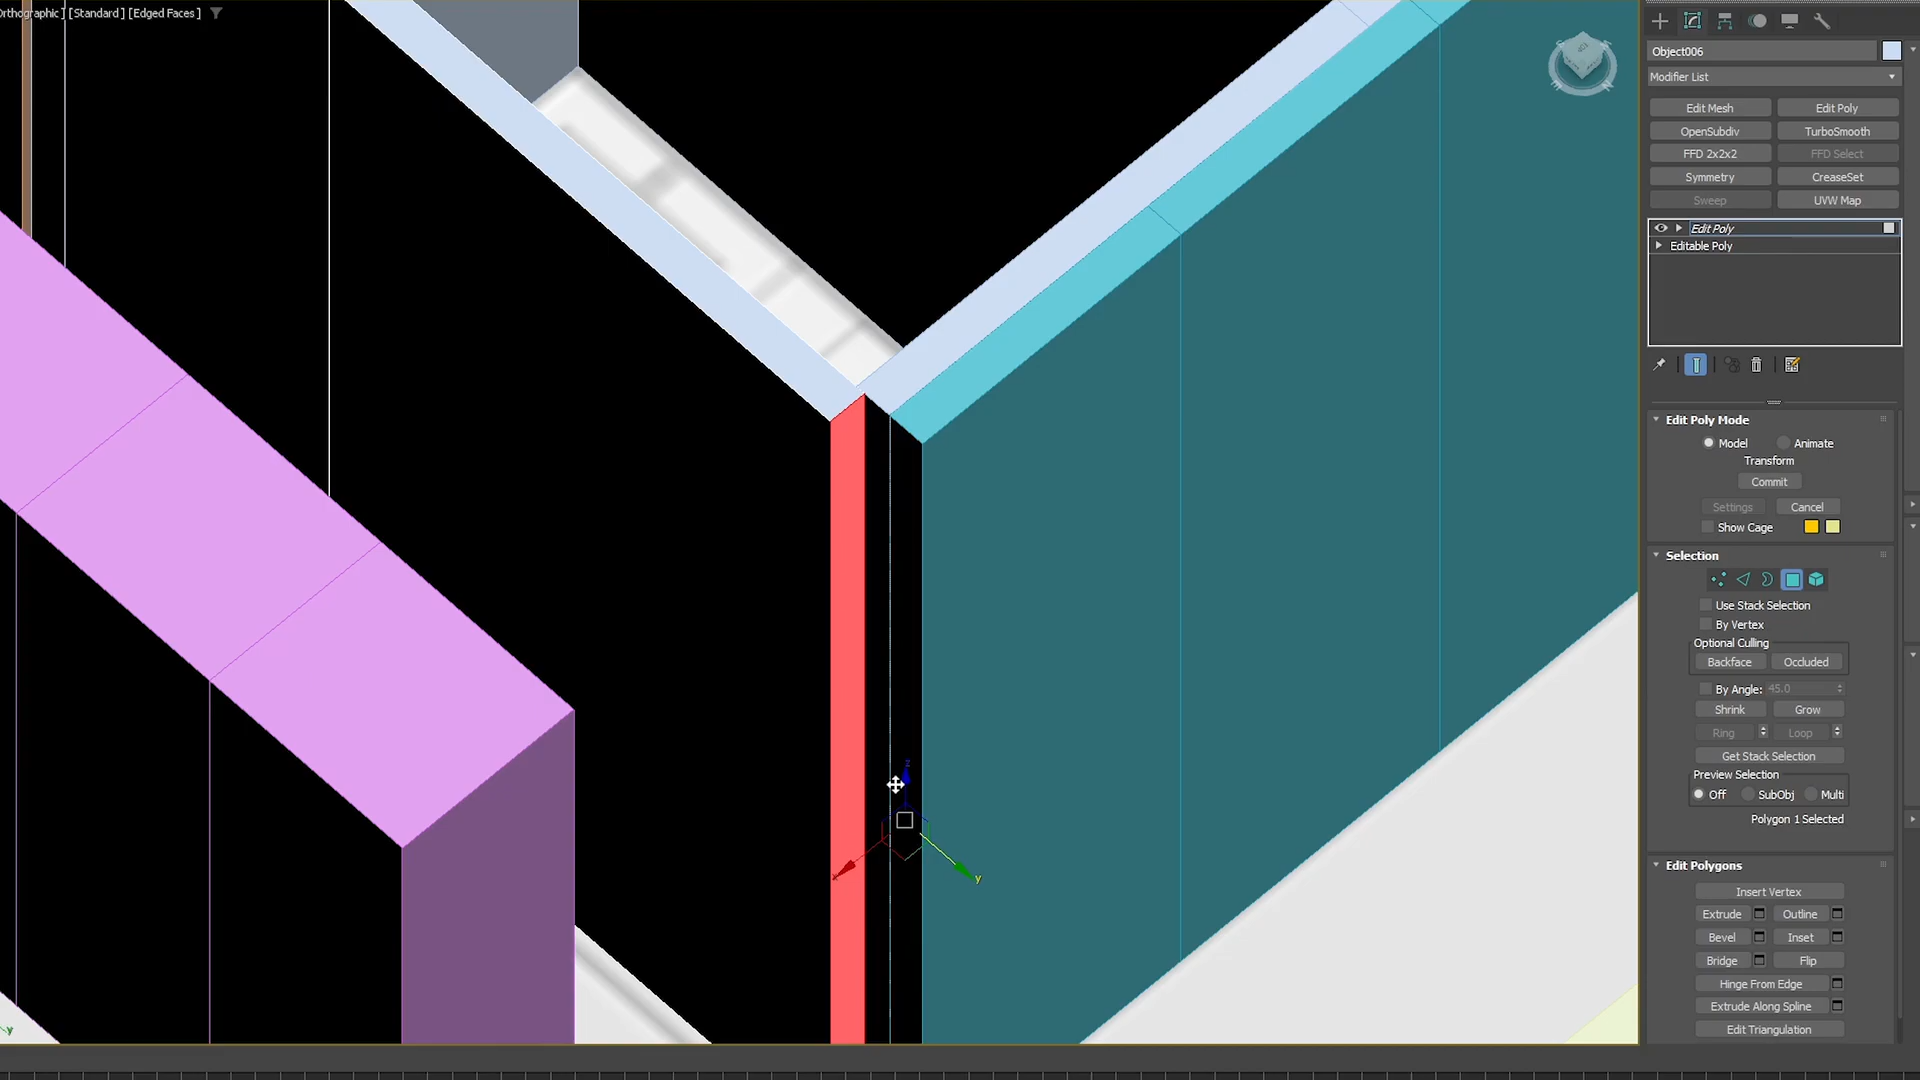 rthographic ] [Standard ] [Edged Faces ]
Object006
Modifier List
Edit Mesh Edit Poly
OpenSubdiv TurboSmooth
FFD 2x2x2 FFD Select
Symmetry CreaseSet
Sweep UVW Map
Edit Poly
Editable Poly
Edit Poly Mode
Model Animate
Transform
Commit
Settings Cancel
Show Cage
Selection
Use Stack Selection
By Vertex
Optional Culling
Backface Occluded
By Angle: 45.0
Shrink Grow
Ring Loop
Get Stack Selection
Preview Selection
Off SubObj Multi
Polygon 1 Selected
Edit Polygons
Insert Vertex
Extrude Outline
Bevel Inset
Bridge Flip
Hinge From Edge
Extrude Along Spline
Edit Triangulation
z
x
y
y